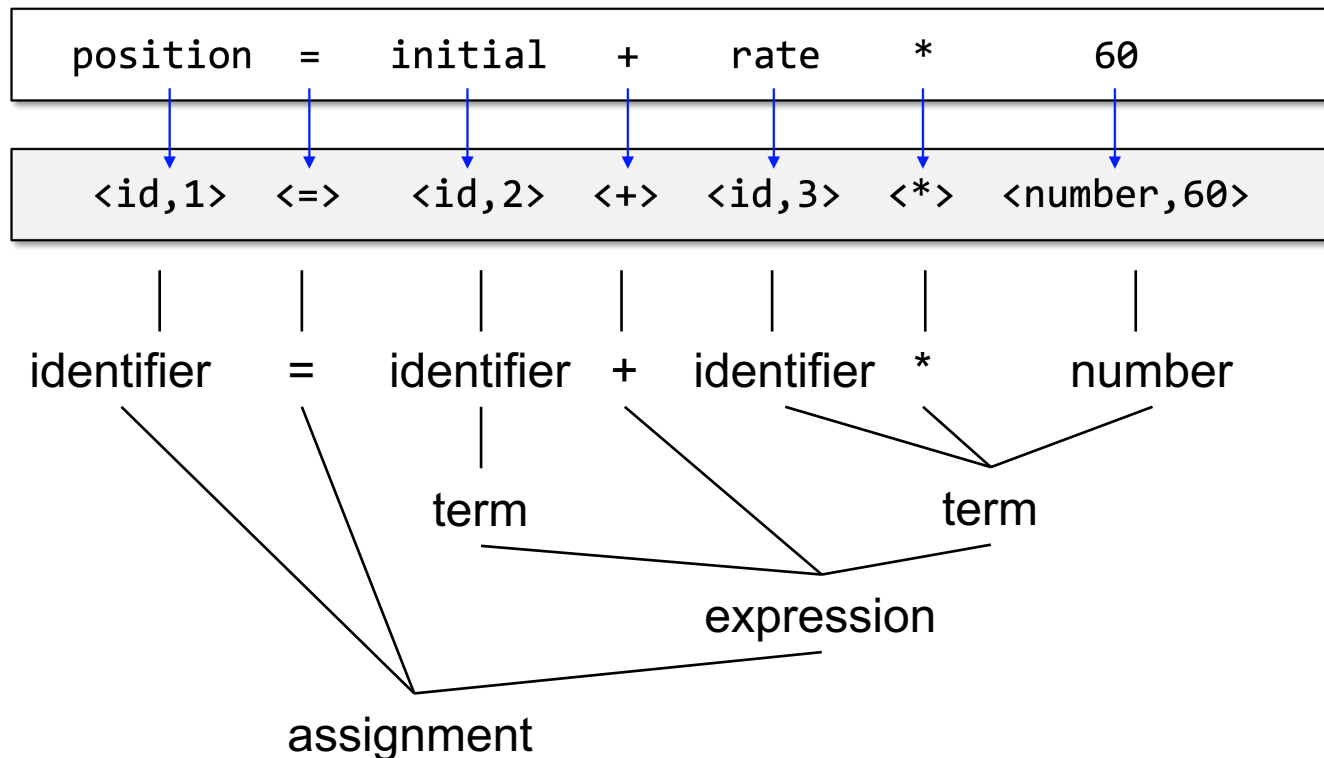 position = initial + rate * 60
<id,1> <=> <id,2> <+> <id,3> <*> <number,60>
identifier = identifier + identifier * number
term term
expression
assignment